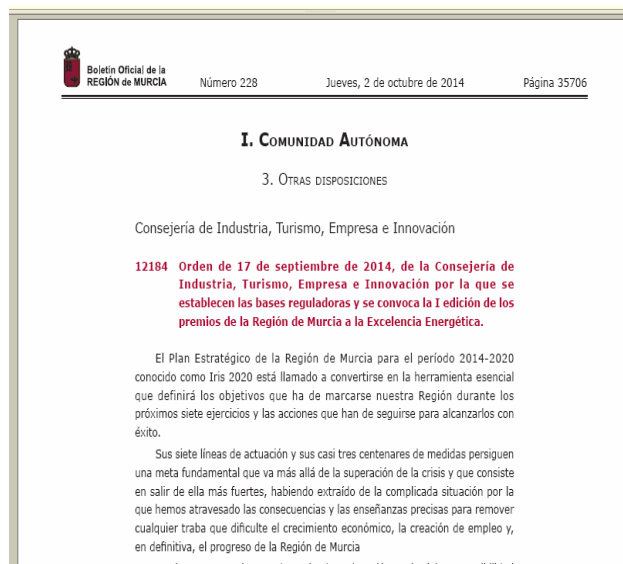 Boletín Oficial de la
REGIÓN de MURCIA
Número 228
Jueves, 2 de octubre de 2014
Página 35706
I. Comunidad Autónoma
3. Otras disposiciones
Consejería de Industria, Turismo, Empresa e Innovación
12184 Orden de 17 de septiembre de 2014, de la Consejería de
Industria, Turismo, Empresa e Innovación por la que se
establecen las bases reguladoras y se convoca la I edición de los
premios de la Región de Murcia a la Excelencia Energética.
El Plan Estratégico de la Región de Murcia para el período 2014-2020
conocido como Iris 2020 está llamado a convertirse en la herramienta esencial
que definirá los objetivos que ha de marcarse nuestra Región durante los
próximos siete ejercicios y las acciones que han de seguirse para alcanzarlos con
éxito.
Sus siete líneas de actuación y sus casi tres centenares de medidas persiguen
una meta fundamental que va más allá de la superación de la crisis y que consiste
en salir de ella más fuertes, habiendo extraído de la complicada situación por la
que hemos atravesado las consecuencias y las enseñanzas precisas para remover
cualquier traba que dificulte el crecimiento económico, la creación de empleo y,
en definitiva, el progreso de la Región de Murcia